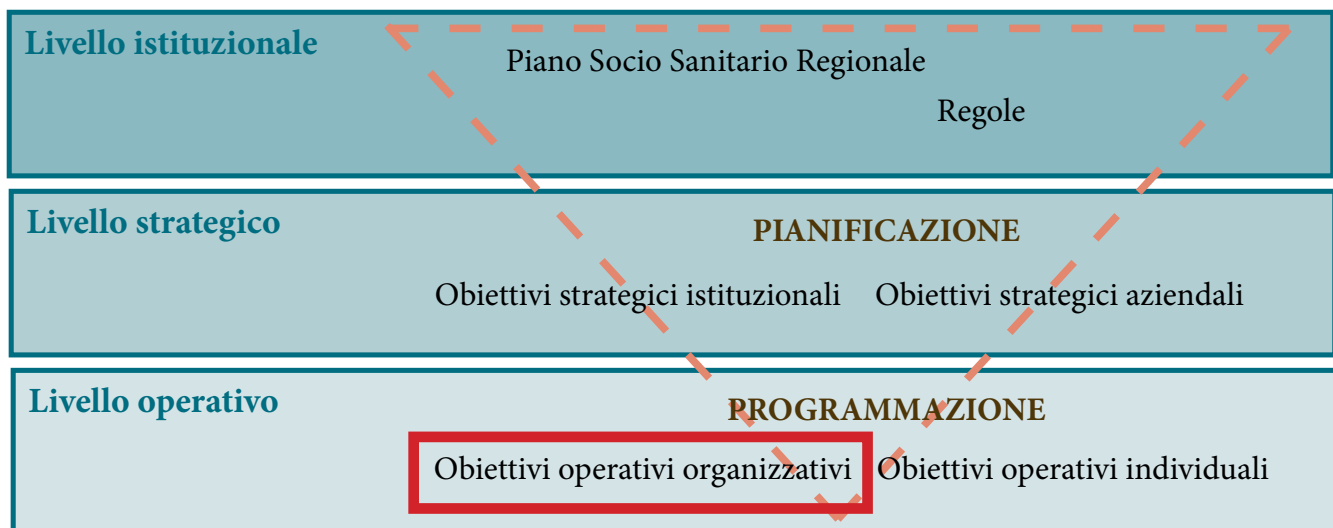 Livello istituzionale
Piano Socio Sanitario Regionale
Regole
Livello strategico
PIANIFICAZIONE
Obiettivi strategici istituzionali Obiettivi strategici aziendali
Livello operativo
PROGRAMMAZIONE
Obiettivi operativi organizzativi Obiettivi operativi individuali